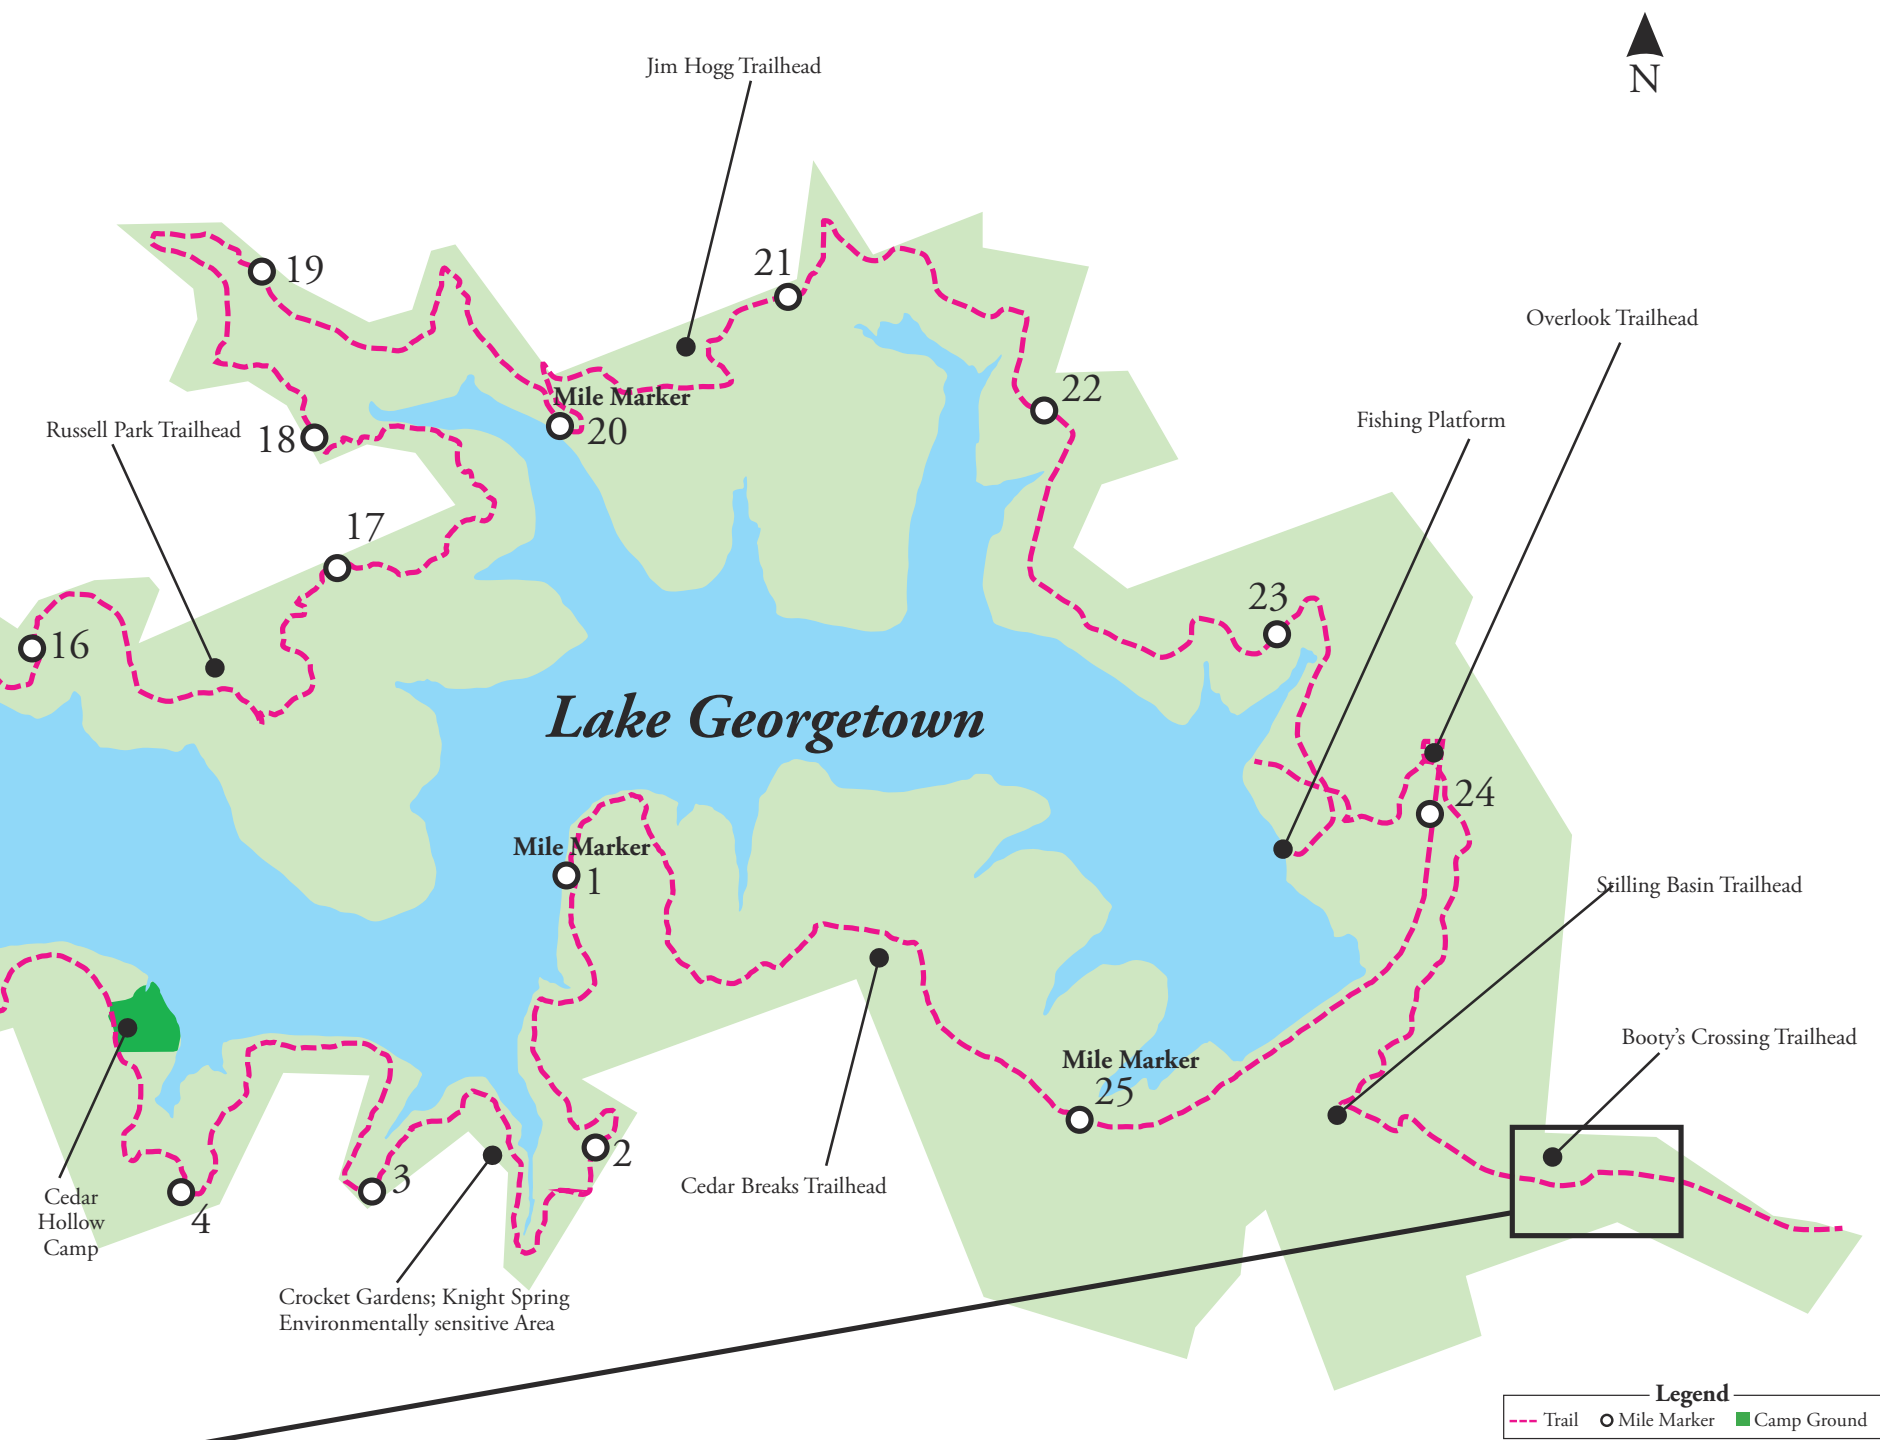 N
Jim Hogg Trailhead
21
19
Overlook Trailhead
22
Mile Marker
20
Fishing Platform
Russell Park Trailhead
18
17
23
16
Lake Georgetown
24
Mile Marker
1
Stilling Basin Trailhead
Booty’s Crossing Trailhead
Mile Marker
25
2
3
Cedar Breaks Trailhead
Cedar
Hollow
Camp
4
Crocket Gardens; Knight Spring
Environmentally sensitive Area
Legend
Trail Mile Marker Camp Ground